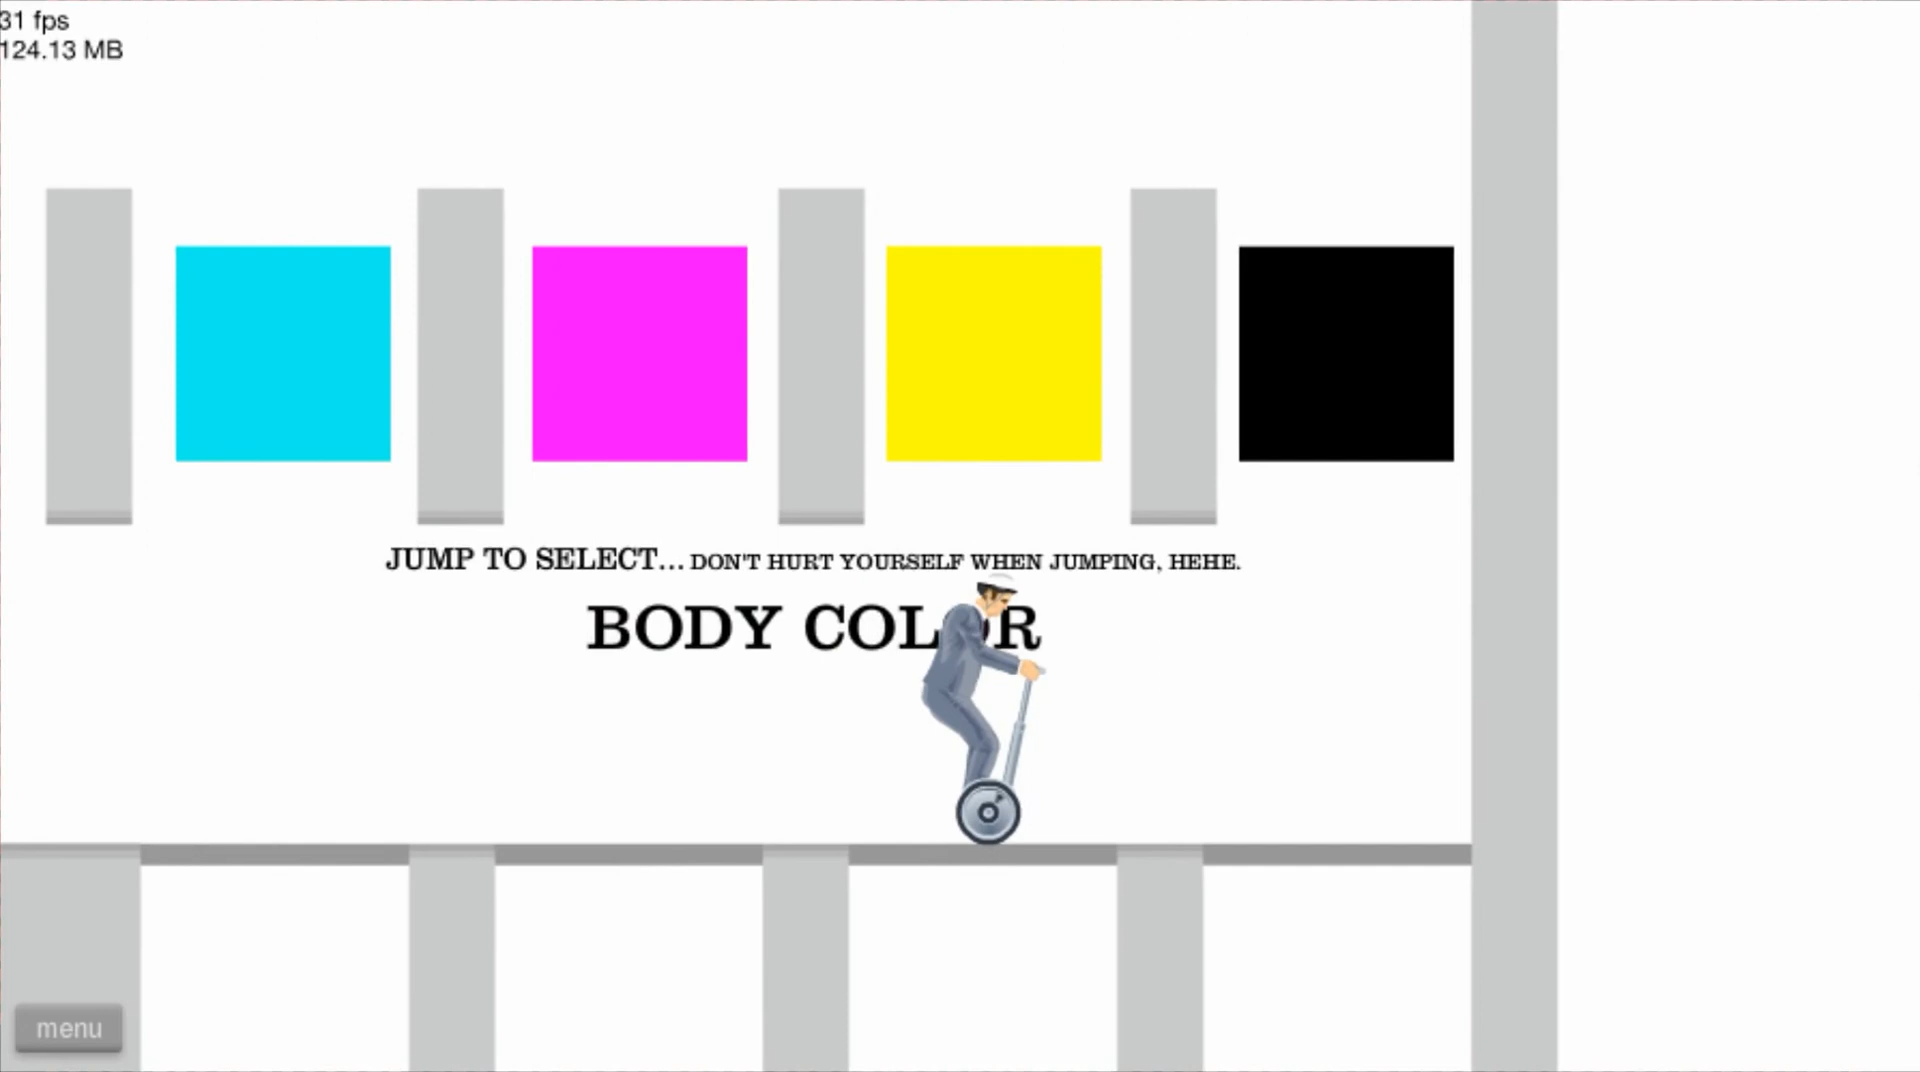 31 fps
124.13 MB
JUMP TO SELECT... DON'T HURT YOURSELF WHEN JUMPING, HEHE.
BODY COLOR
menu